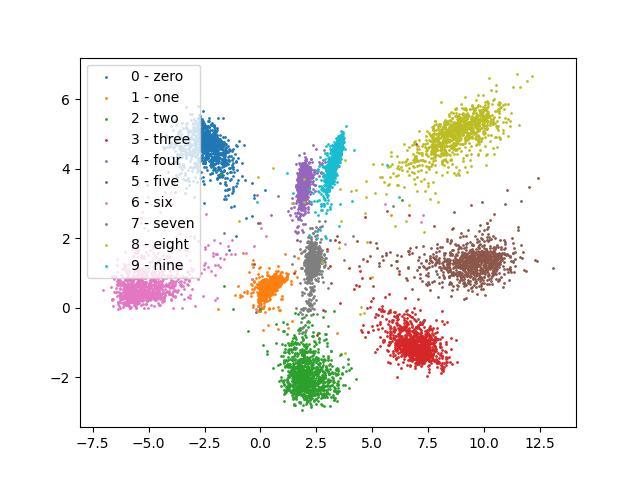 0 - zero
1 - one
2 - two
3 - three
4 - four
5 - five
6 - six
7 - seven
8 - eight
9 - nine
6
4
2
0
−2
−7.5 −5.0 −2.5 0.0 2.5 5.0 7.5 10.0 12.5